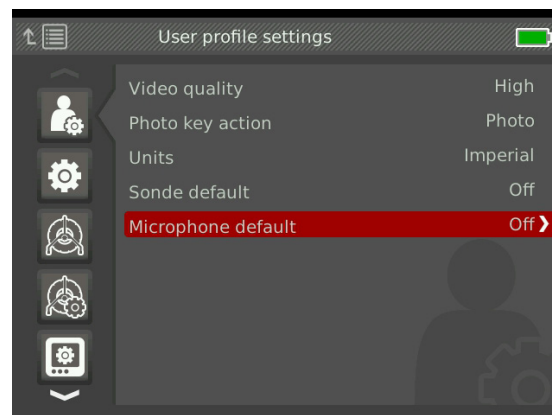 User profile settings
Video quality High
Photo key action Photo
Units Imperial
Sonde default Off
Microphone default Off